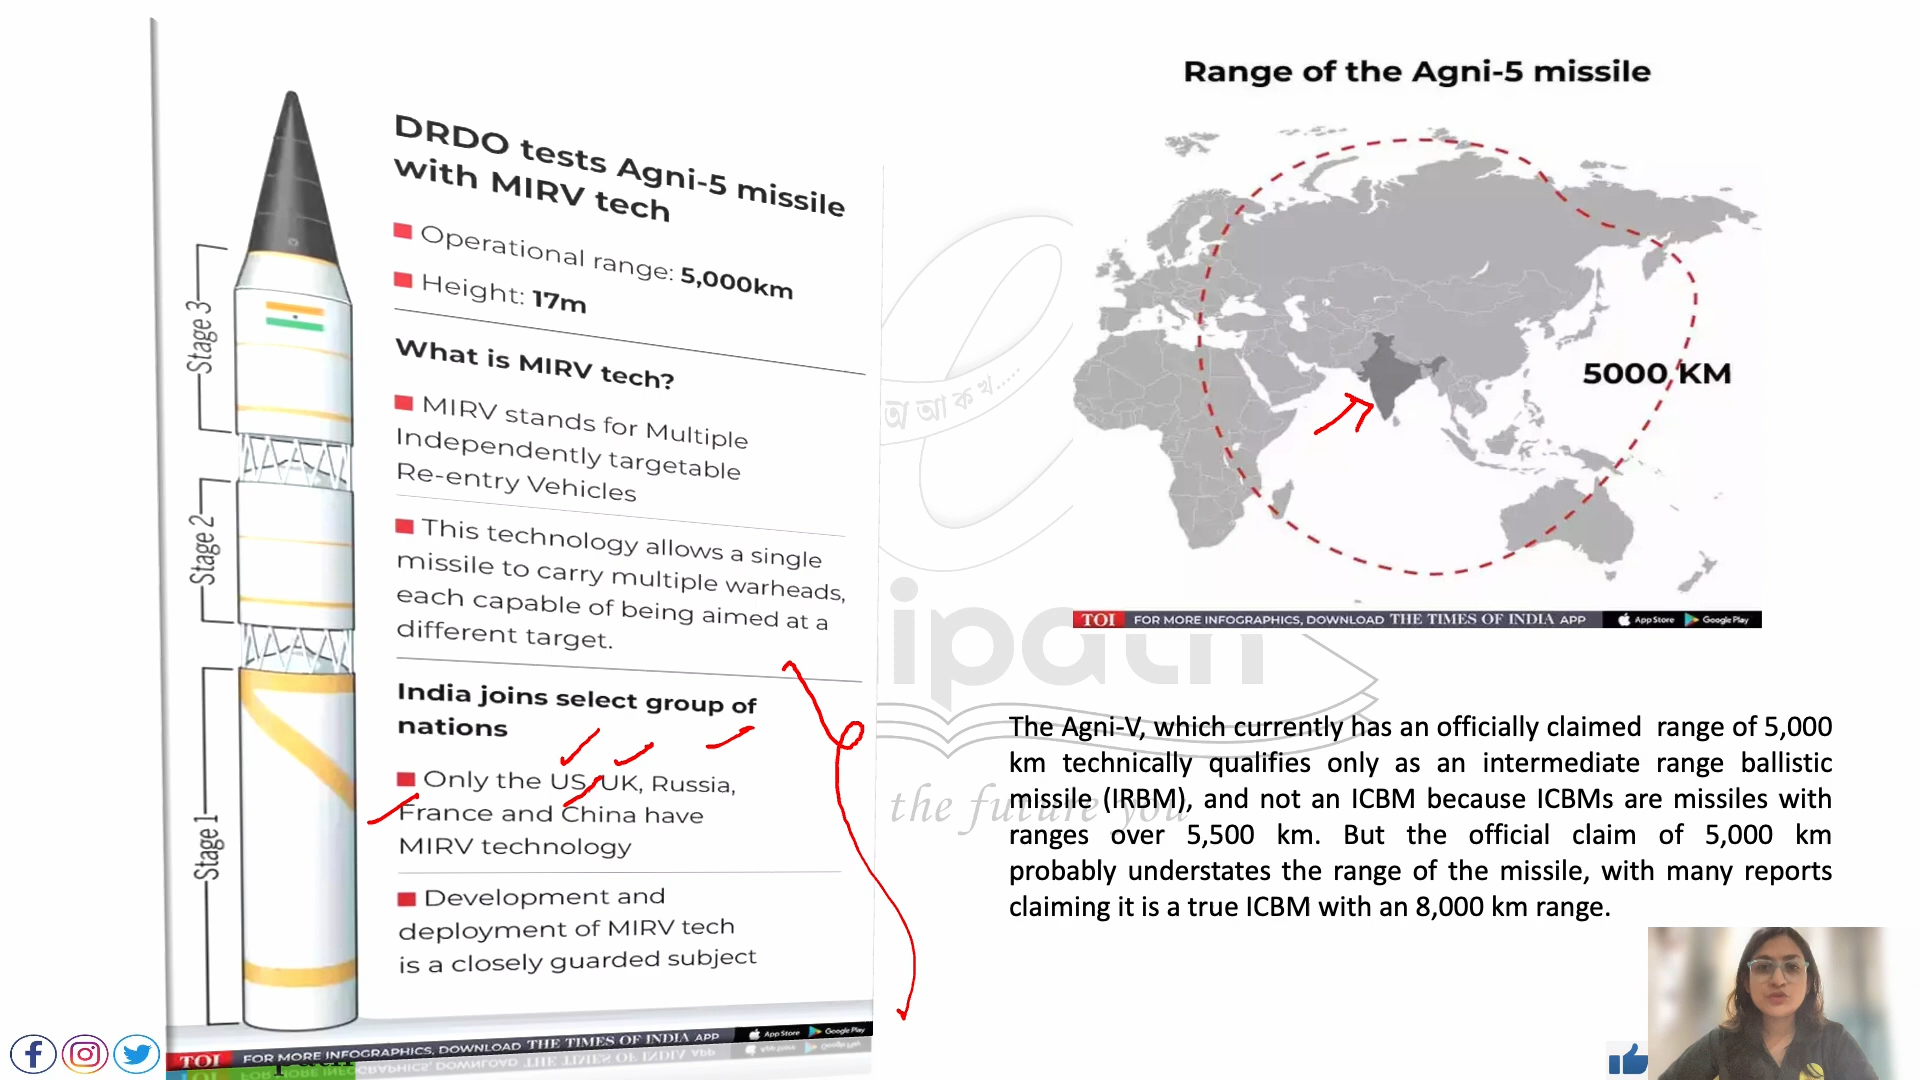 DRDO tests Agni-5 missile
with MIRV tech
Operational range: 5,000km
Height: 17m
What is MIRV tech?
MIRV stands for Multiple
Independently targetable
Re-entry Vehicles
This technology allows a single
missile to carry multiple warheads,
each capable of being aimed at a
different target.
India joins select group of
nations
Only the US, UK, Russia,
France and China have
MIRV technology
Development and
deployment of MIRV tech
is a closely guarded subject
Stage 3
Stage 2
Stage 1
TOI FOR MORE INFOGRAPHICS, DOWNLOAD THE TIMES OF INDIA APP App Store Google Play
Range of the Agni-5 missile
5000 KM
TOI FOR MORE INFOGRAPHICS, DOWNLOAD THE TIMES OF INDIA APP App Store Google Play
অ আ ক খ.....
ipath
the future you
The Agni-V, which currently has an officially claimed range of 5,000
km technically qualifies only as an intermediate range ballistic
missile (IRBM), and not an ICBM because ICBMs are missiles with
ranges over 5,500 km. But the official claim of 5,000 km
probably understates the range of the missile, with many reports
claiming it is a true ICBM with an 8,000 km range.